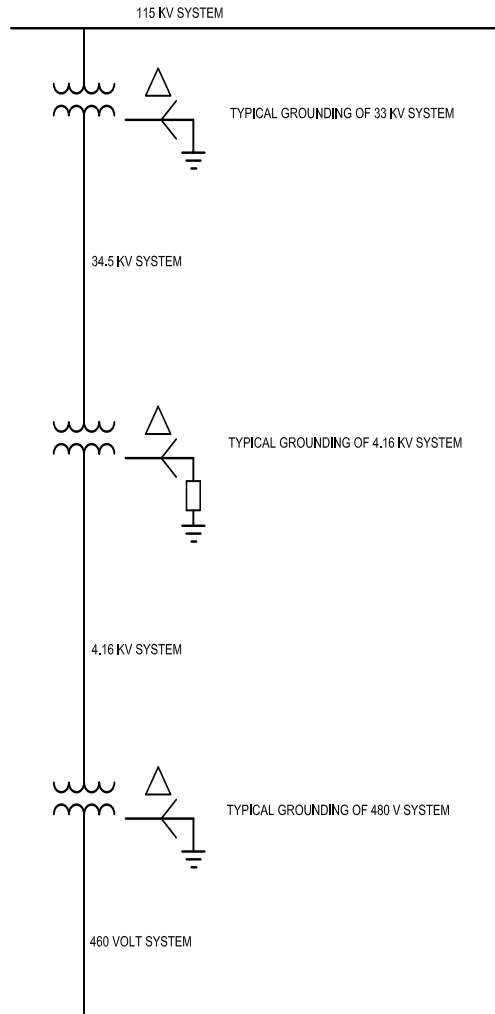 115 KV SYSTEM
TYPICAL GROUNDING OF 33 KV SYSTEM
34.5 KV SYSTEM
TYPICAL GROUNDING OF 4.16 KV SYSTEM
4.16 KV SYSTEM
TYPICAL GROUNDING OF 480 V SYSTEM
460 VOLT SYSTEM